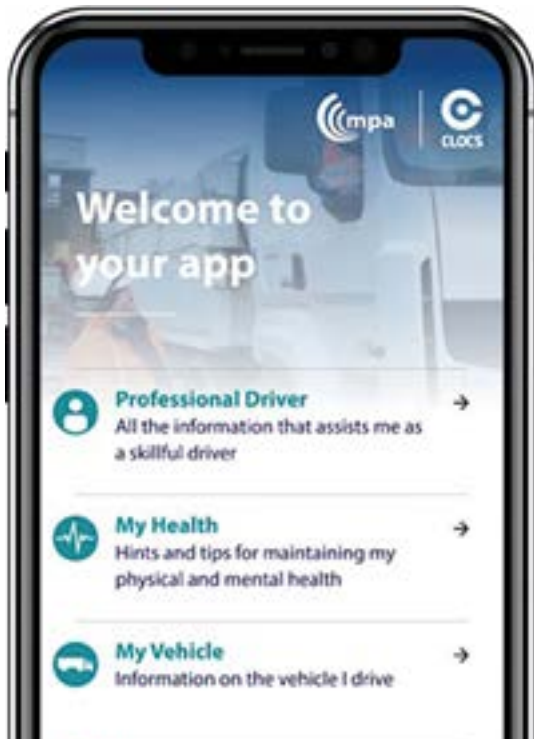 mpa
CLOCS
Welcome to
your app
Professional Driver
All the information that assists me as
a skillful driver
My Health
Hints and tips for maintaining my
physical and mental health
My Vehicle
Information on the vehicle I drive